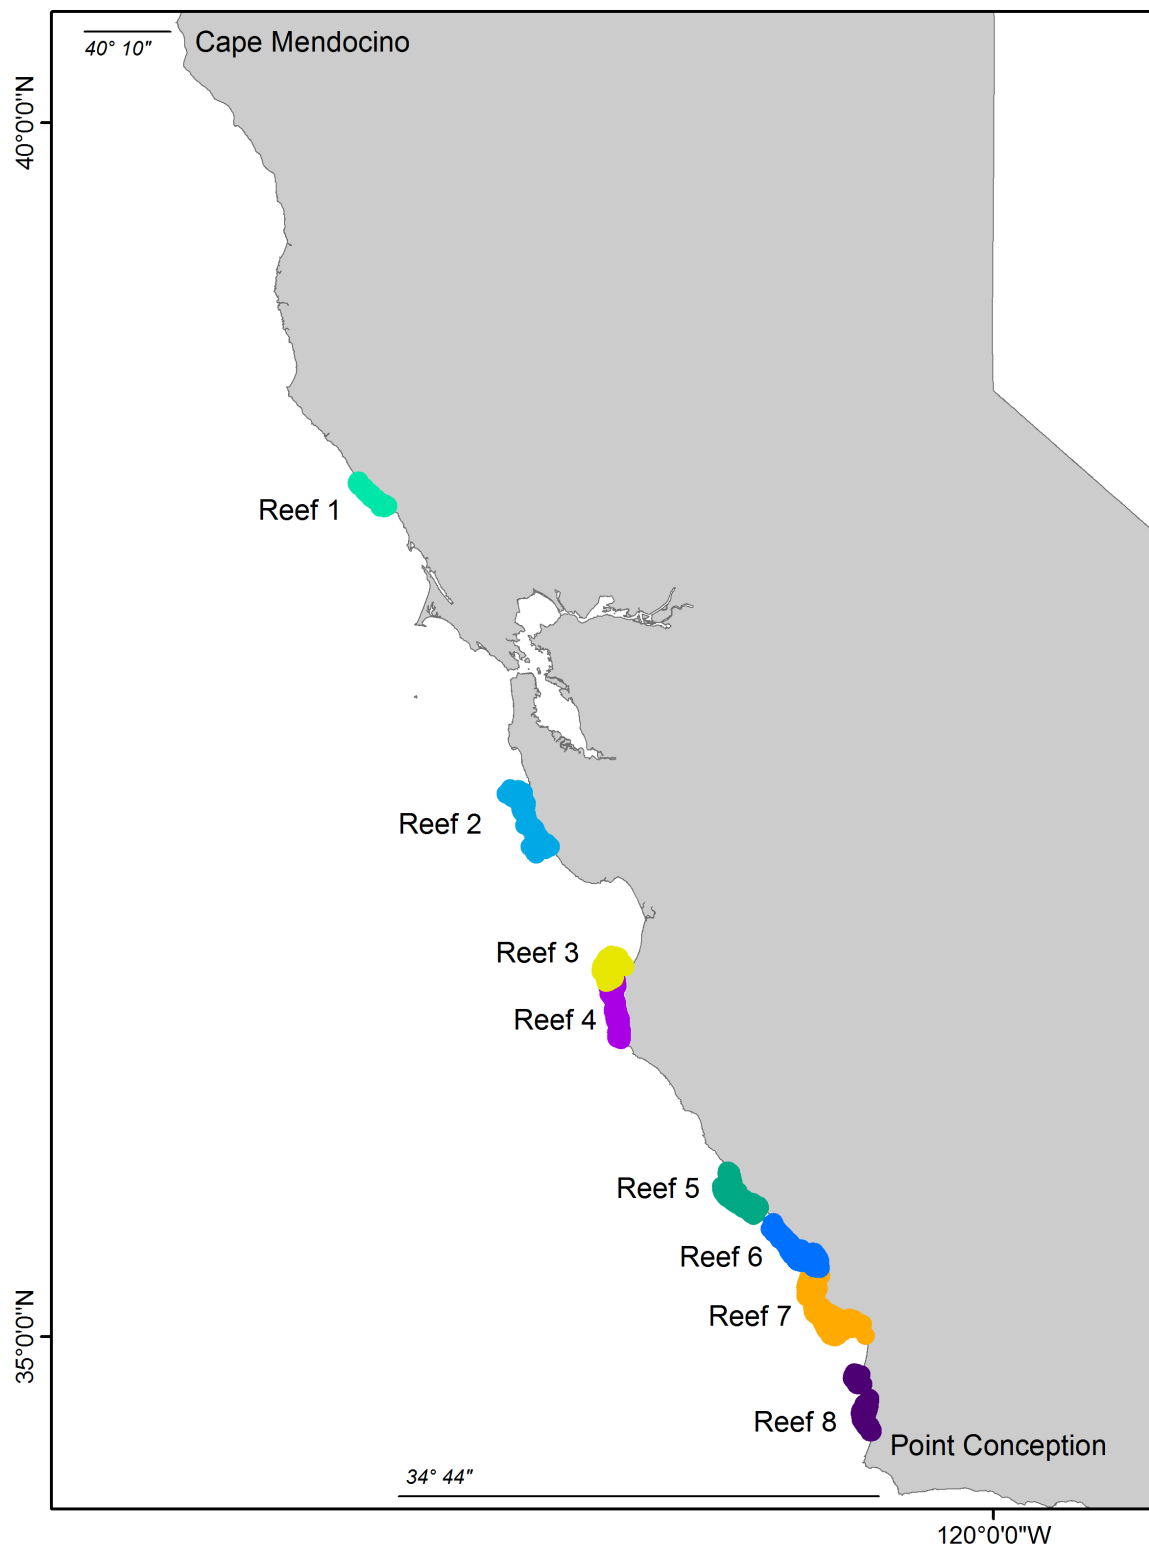 Cape Mendocino
40° 10"
40°0'0"N
Reef 1
Reef 2
Reef 3
Reef 4
Reef 5
Reef 6
Reef 7
35°0'0"N
Reef 8
Point Conception
34° 44"
120°0'0"W